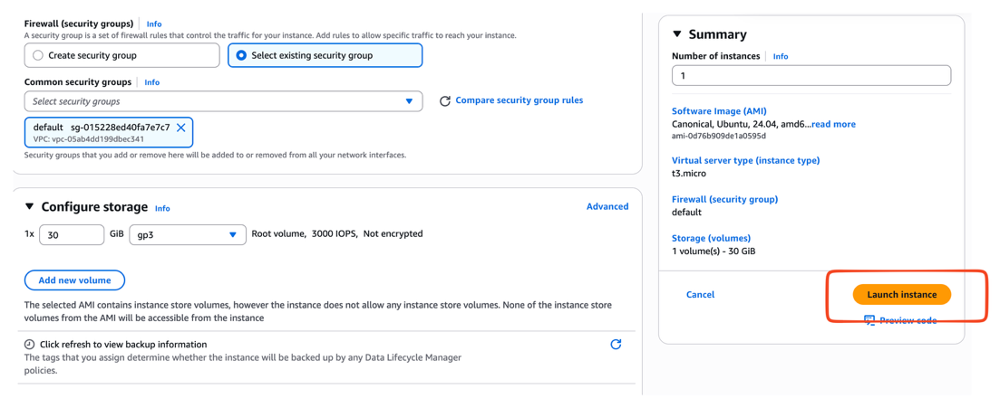 Firewall (security groups) Info
A security group is a set of firewall rules that control the traffic for your instance. Add rules to allow specific traffic to reach your instance.
Create security group
Select existing security group
Common security groups Info
Select security groups
Compare security group rules
default sg-015228ed40fa7e7c7
VPC: vpc-05ab4dd199dbec341
Security groups that you add or remove here will be added to or removed from all your network interfaces.
Configure storage Info
Advanced
1x 30 GiB gp3 Root volume, 3000 IOPS, Not encrypted
Add new volume
The selected AMI contains instance store volumes, however the instance does not allow any instance store volumes. None of the instance store
volumes from the AMI will be accessible from the instance
Click refresh to view backup information
The tags that you assign determine whether the instance will be backed up by any Data Lifecycle Manager
policies.
Summary
Number of instances Info
1
Software Image (AMI)
Canonical, Ubuntu, 24.04, amd6...read more
ami-0d76b909de1a0595d
Virtual server type (instance type)
t3.micro
Firewall (security group)
default
Storage (volumes)
1 volume(s) - 30 GiB
Cancel
Launch instance
Preview code